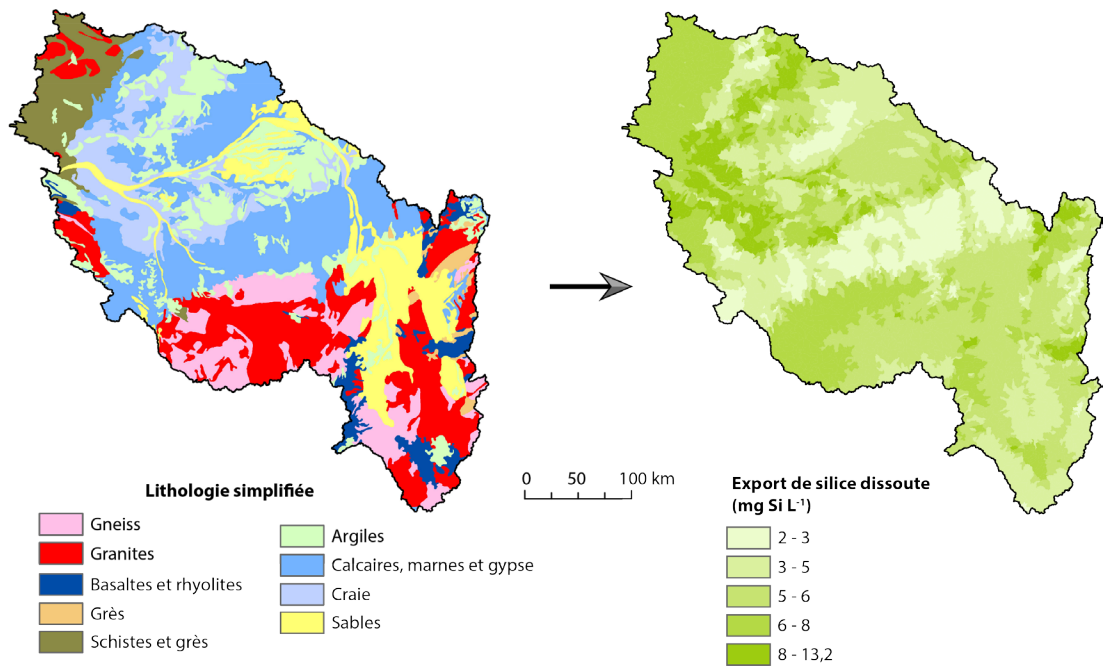 Lithologie simplifiée
Gneiss
Granites
Basaltes et rhyolites
Grès
Schistes et grès
Argiles
Calcaires, marnes et gypse
Craie
Sables
0 50 100 km
Export de silice dissoute
(mg Si L⁻¹)
2 - 3
3 - 5
5 - 6
6 - 8
8 - 13,2